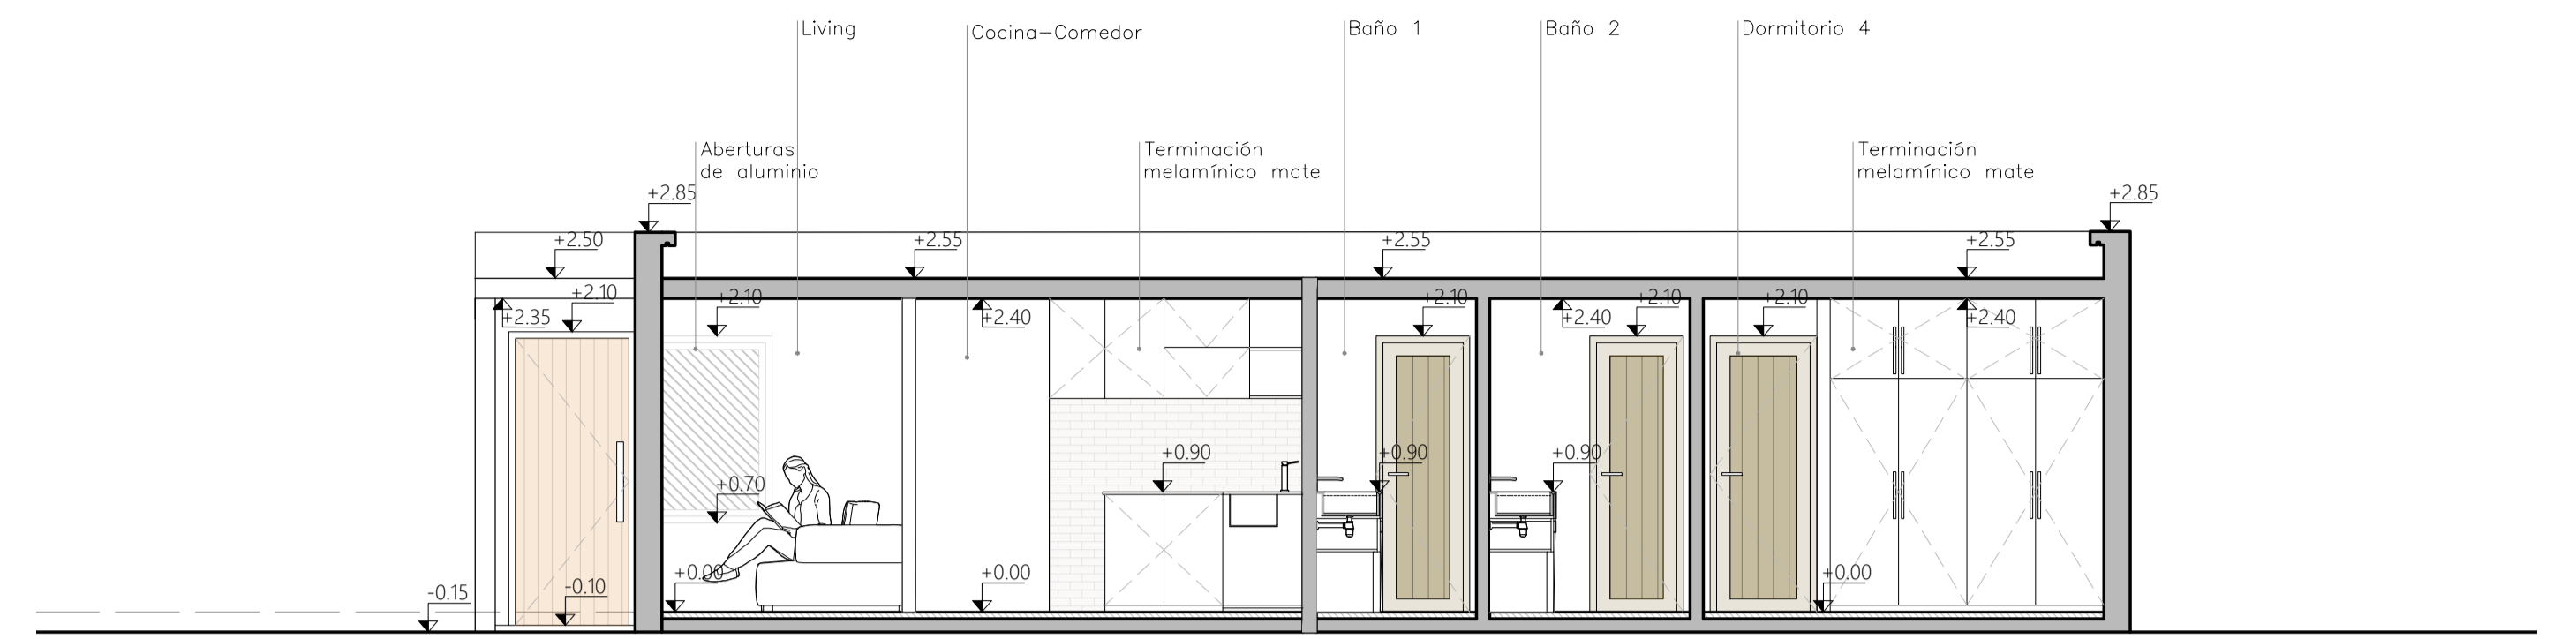 Living
Cocina-Comedor
Baño 1
Baño 2
Dormitorio 4
Aberturas
de aluminio
Terminación
melamínico mate
Terminación
melamínico mate
+2.85
+2.85
+2.50
+2.55
+2.55
+2.55
+2.10
+2.10
+2.10
+2.10
+2.10
+2.35
+2.40
+2.40
+2.40
+0.90
+0.90
+0.90
+0.70
+0.00
+0.00
+0.00
-0.15
-0.10